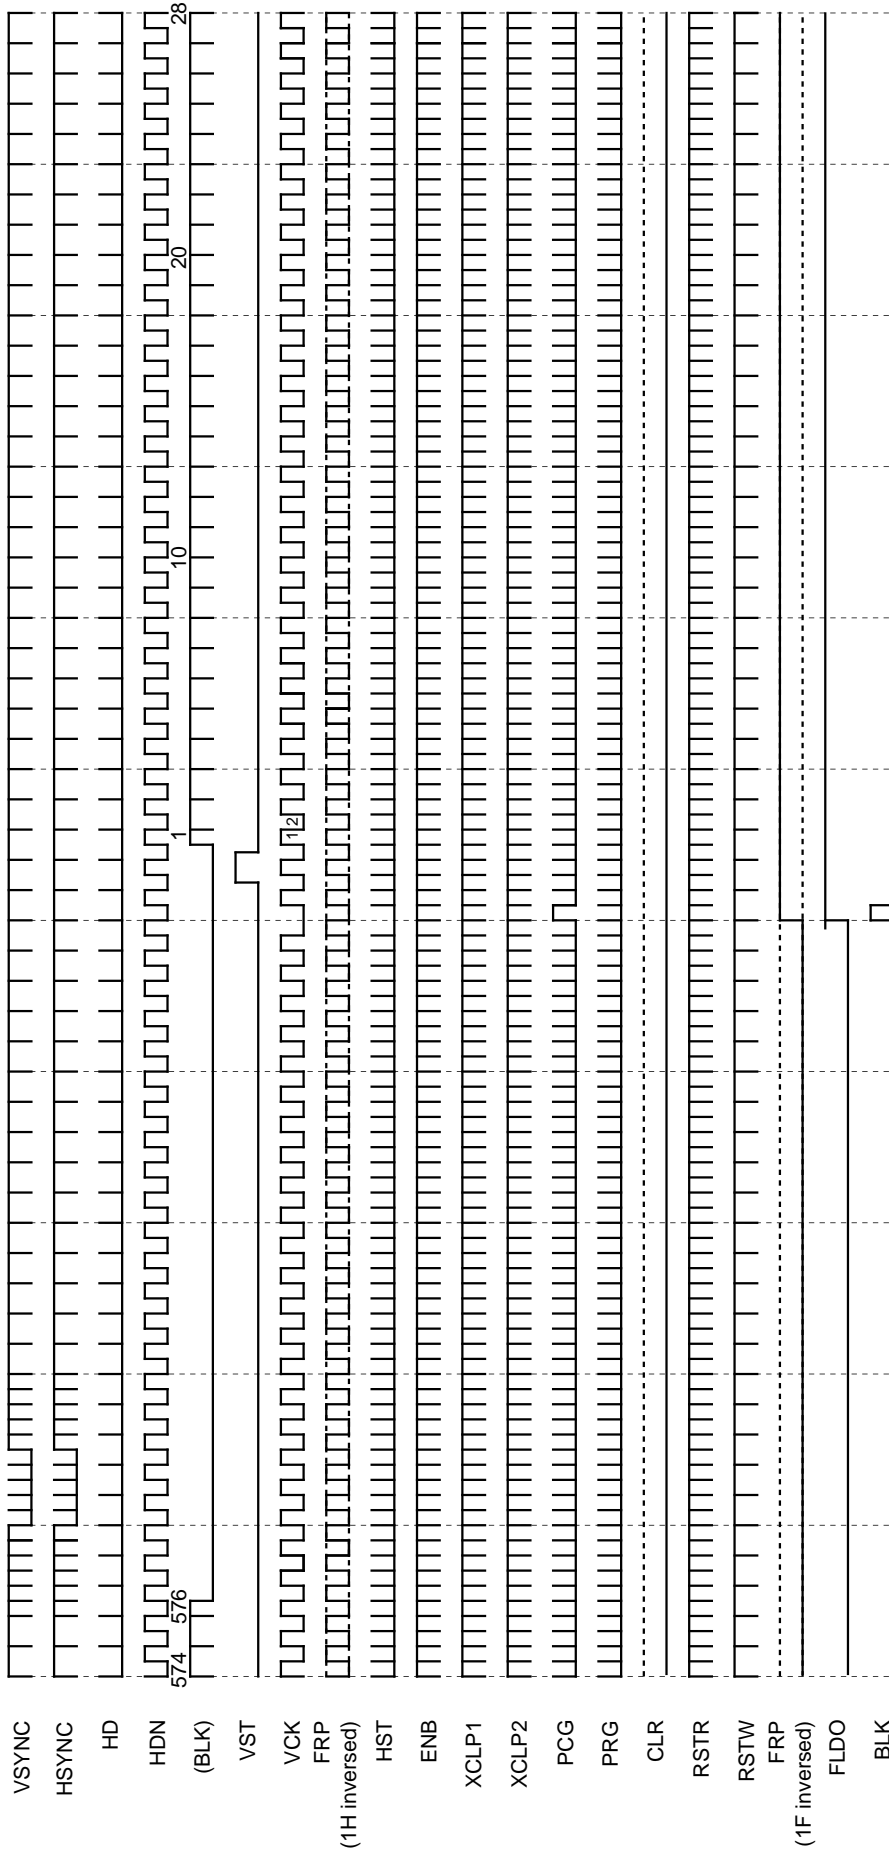 VSYNC
HSYNC
HD
HDN
574 576 1 10 20 28
(BLK)
VST
VCK
1 2
FRP
(1H inversed)
HST
ENB
XCLP1
XCLP2
PCG
PRG
CLR
RSTR
RSTW
FRP
(1F inversed)
FLDO
BLK